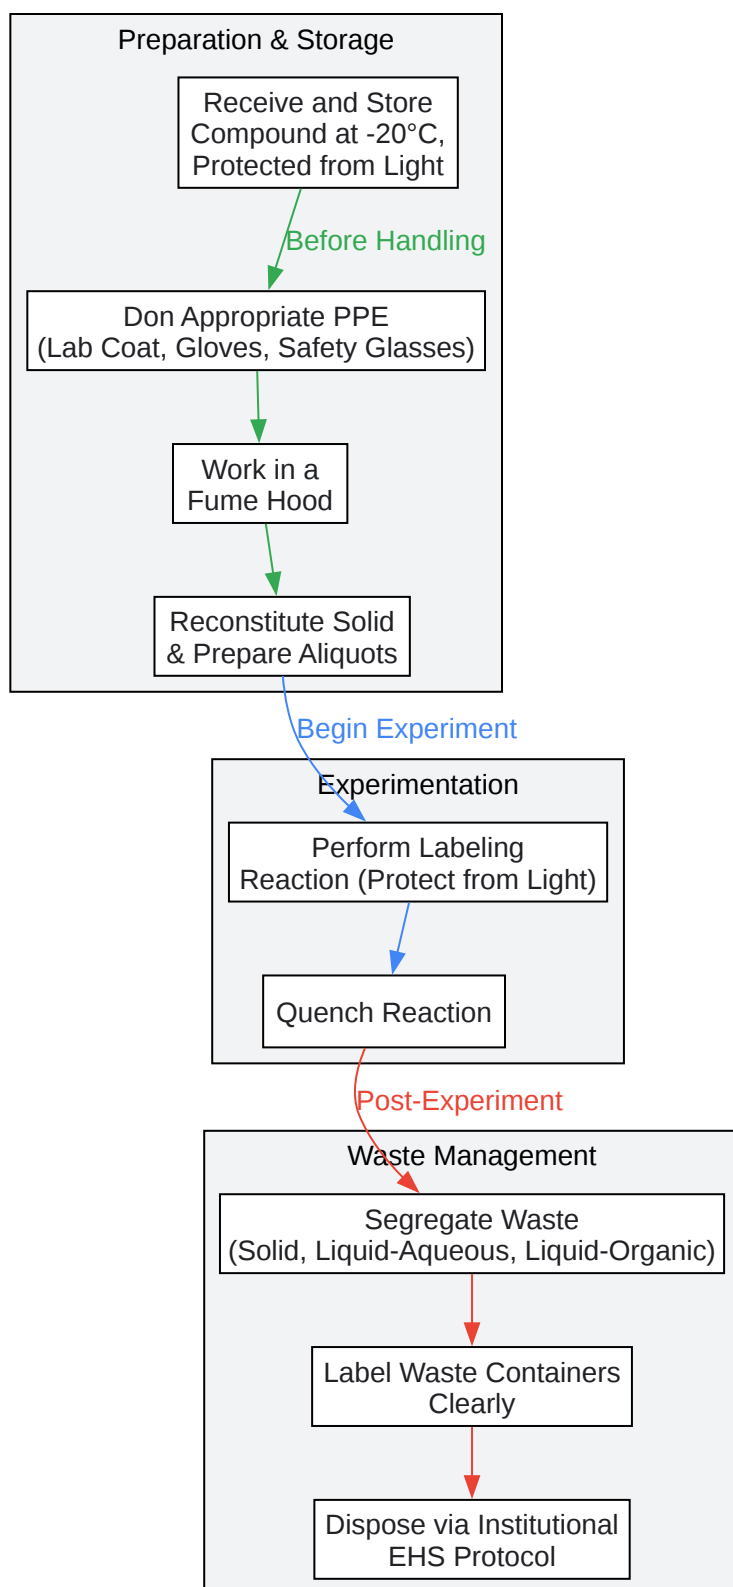 Preparation & Storage
Receive and Store
Compound at -20°C,
Protected from Light
Before Handling
Don Appropriate PPE
(Lab Coat, Gloves, Safety Glasses)
Work in a
Fume Hood
Reconstitute Solid
& Prepare Aliquots
Begin Experiment
Experimentation
Perform Labeling
Reaction (Protect from Light)
Quench Reaction
Post-Experiment
Waste Management
Segregate Waste
(Solid, Liquid-Aqueous, Liquid-Organic)
Label Waste Containers
Clearly
Dispose via Institutional
EHS Protocol